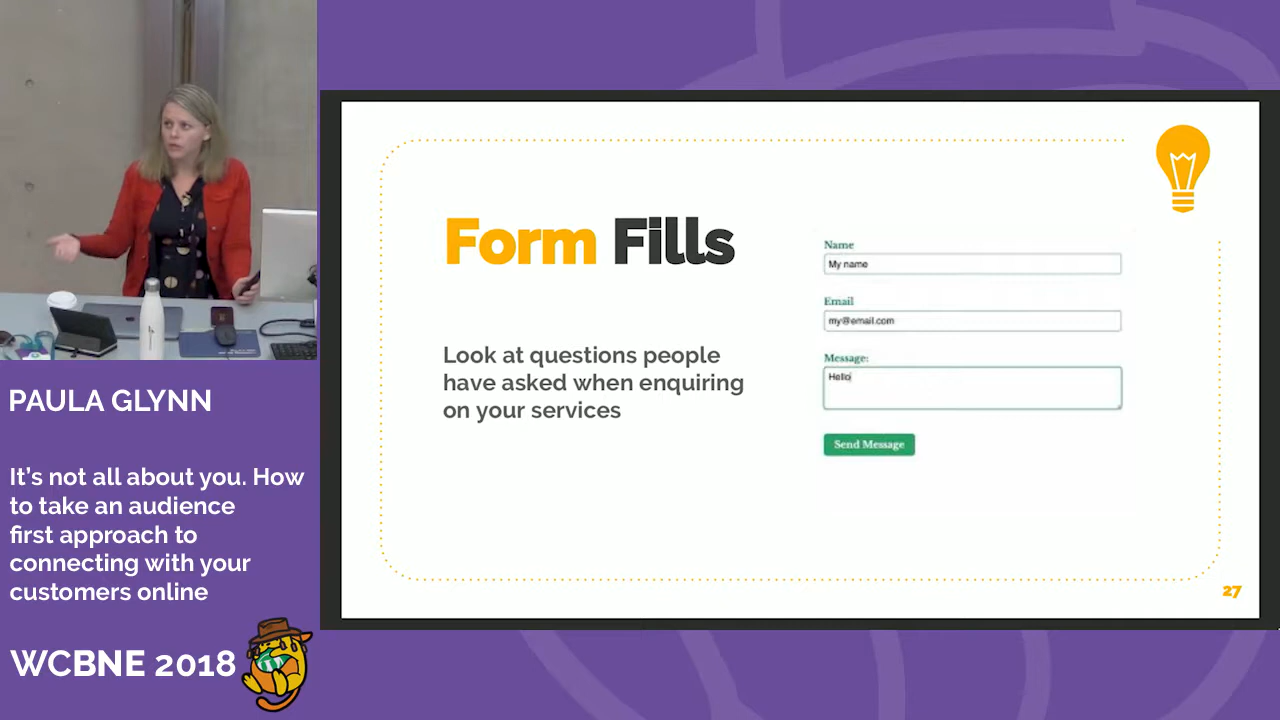 PAULA GLYNN
It's not all about you. How
to take an audience
first approach to
connecting with your
customers online
WCBNE 2018
Form Fills
Look at questions people
have asked when enquiring
on your services
Name
My name
Email
my@email.com
Message:
Hello
Send Message
27